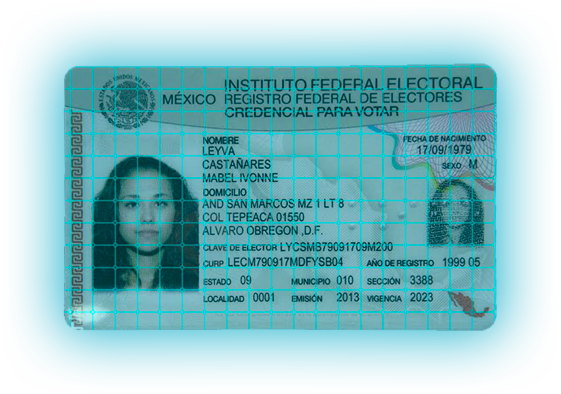 INSTITUTO FEDERAL ELECTORAL
MÉXICO REGISTRO FEDERAL DE ELECTORES
CREDENCIAL PARA VOTAR
NOMBRE
LEYVA
CASTAÑARES
MABEL IVONNE
FECHA DE NACIMIENTO
17/09/1979
SEXO M
DOMICILIO
AND SAN MARCOS MZ 1 LT 8
COL TEPEACA 01550
ALVARO OBREGON ,D.F.
CLAVE DE ELECTOR LYCSMB79091709M200
CURP LECM790917MDFYSB04 AÑO DE REGISTRO 1999 05
ESTADO 09 MUNICIPIO 010 SECCIÓN 3388
LOCALIDAD 0001 EMISIÓN 2013 VIGENCIA 2023